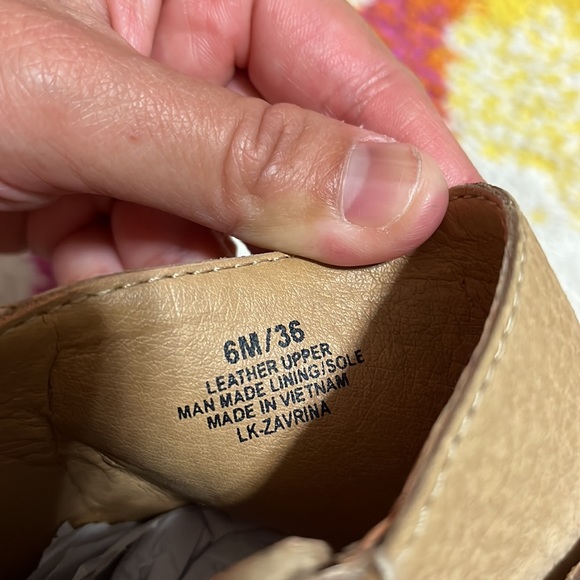 6M/36
LEATHER UPPER
MAN MADE LINING/SOLE
MADE IN VIETNAM
LK-ZAVRINA